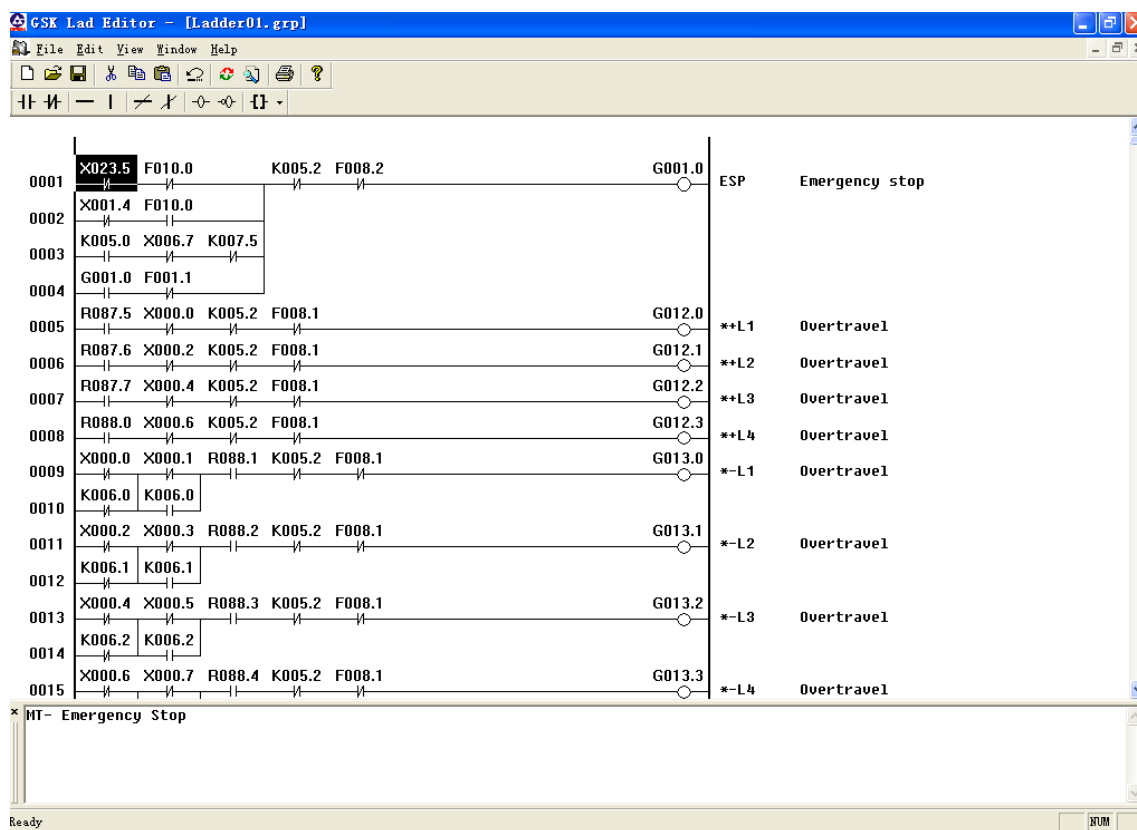 GSK Lad Editor - [Ladder01.grp]
File Edit View Window Help
X023.5 F010.0 K005.2 F008.2 G001.0
0001 ESP Emergency stop
X001.4 F010.0
0002
K005.0 X006.7 K007.5
0003
G001.0 F001.1
0004
R087.5 X000.0 K005.2 F008.1 G012.0
0005 *+L1 Overtravel
R087.6 X000.2 K005.2 F008.1 G012.1
0006 *+L2 Overtravel
R087.7 X000.4 K005.2 F008.1 G012.2
0007 *+L3 Overtravel
R088.0 X000.6 K005.2 F008.1 G012.3
0008 *+L4 Overtravel
X000.0 X000.1 R088.1 K005.2 F008.1 G013.0
0009 *-L1 Overtravel
K006.0 K006.0
0010
X000.2 X000.3 R088.2 K005.2 F008.1 G013.1
0011 *-L2 Overtravel
K006.1 K006.1
0012
X000.4 X000.5 R088.3 K005.2 F008.1 G013.2
0013 *-L3 Overtravel
K006.2 K006.2
0014
X000.6 X000.7 R088.4 K005.2 F008.1 G013.3
0015 *-L4 Overtravel
MT- Emergency Stop
Ready NUM